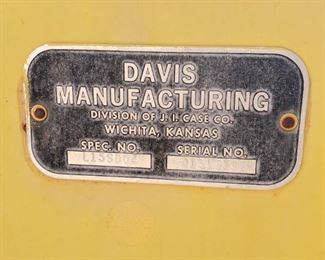 DAVIS
MANUFACTURING
DIVISION OF J. I. CASE CO.
WICHITA, KANSAS
SPEC. NO. SERIAL NO.